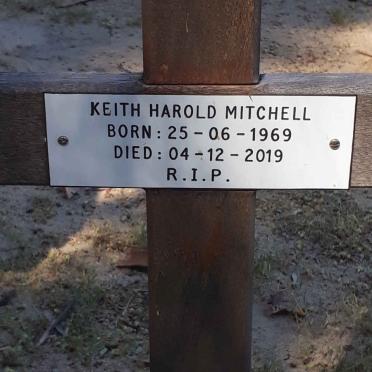 KEITH HAROLD MITCHELL
BORN: 25-06-1969
DIED: 04-12-2019
R.I.P.